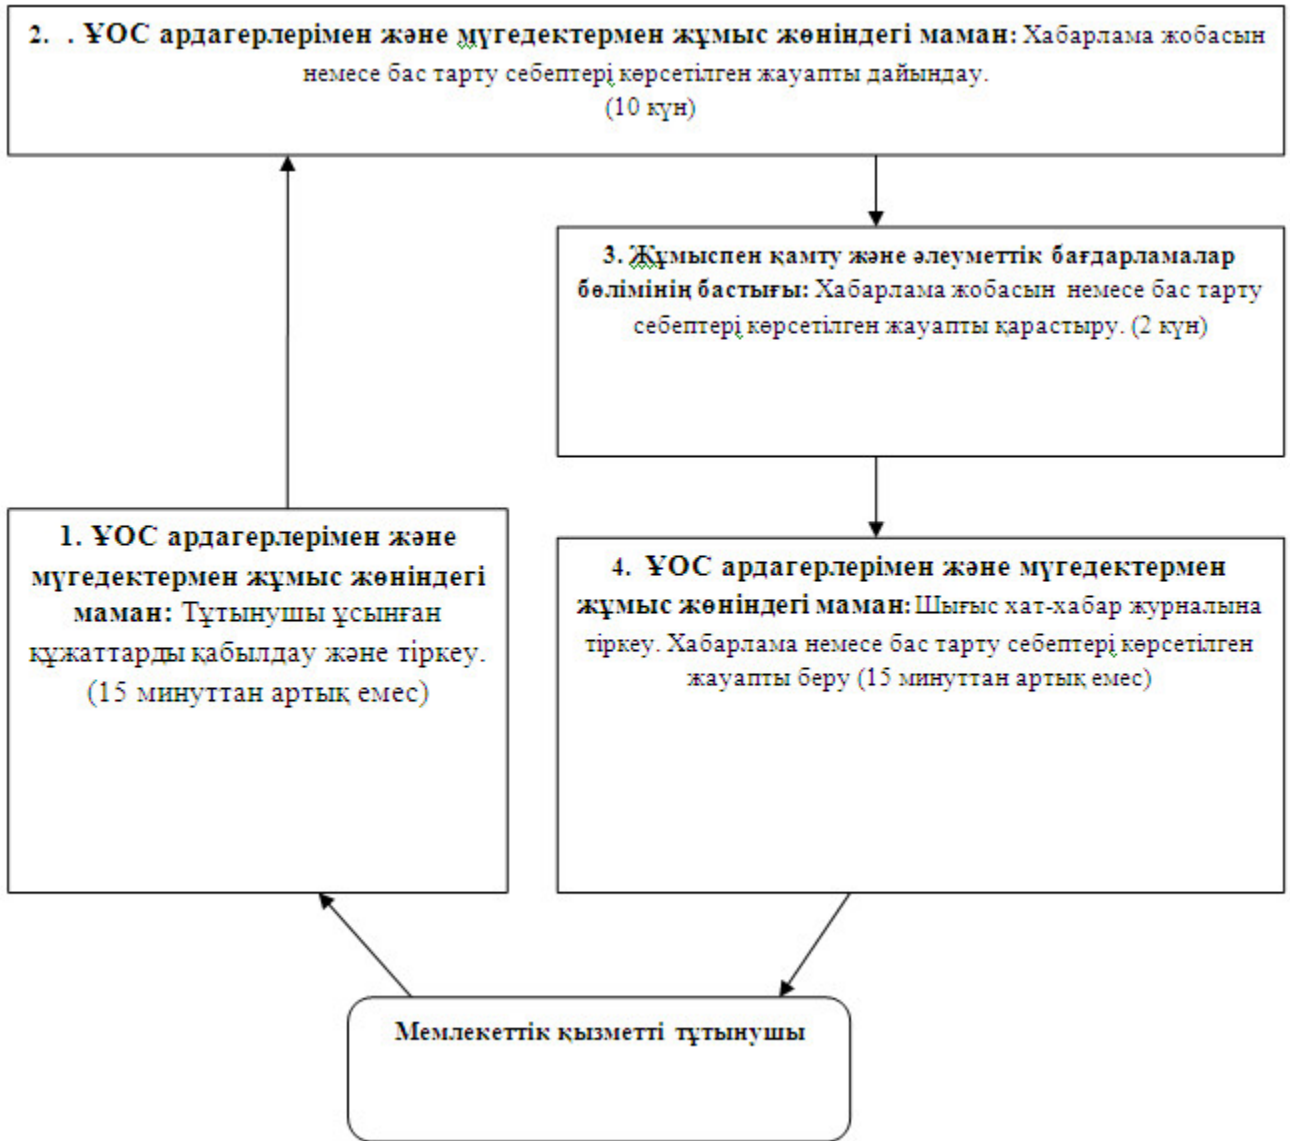 2. . ҰОС ардагерлерімен және мүгедектермен жұмыс жөніндегі маман: Хабарлама жобасын
немесе бас тарту себептері көрсетілген жауапты дайындау.
(10 күн)
3. Жұмыспен қамту және әлеуметтік бағдарламалар
бөлімінің бастығы: Хабарлама жобасын немесе бас тарту
себептері көрсетілген жауапты қарастыру. (2 күн)
1. ҰОС ардагерлерімен және
мүгедектермен жұмыс жөніндегі
маман: Тұтынушы ұсынған
құжаттарды қабылдау және тіркеу.
(15 минуттан артық емес)
4. ҰОС ардагерлерімен және мүгедектермен
жұмыс жөніндегі маман: Шығыс хат-хабар журналына
тіркеу. Хабарлама немесе бас тарту себептері көрсетілген
жауапты беру (15 минуттан артық емес)
Мемлекеттік қызметті тұтынушы